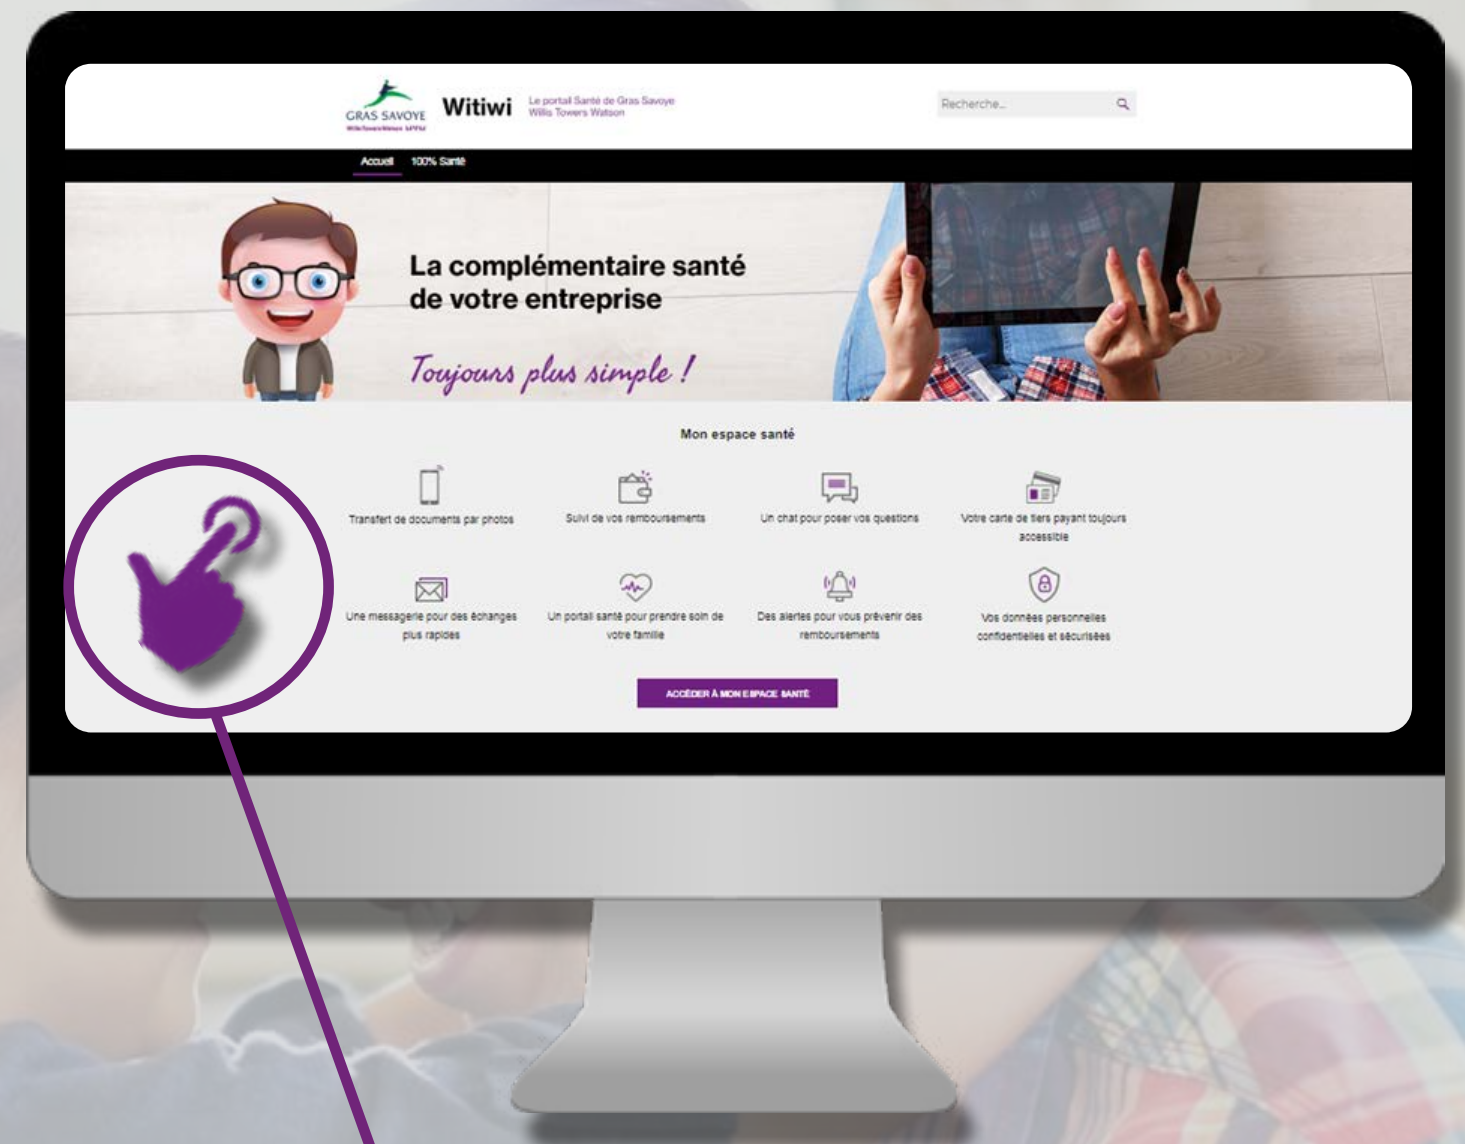 GRAS SAVOYE
Willis Towers Watson
Witiwi
Le portail Santé de Gras Savoye
Willis Towers Watson
Recherche...
Accueil 100% Santé
La complémentaire santé
de votre entreprise
Toujours plus simple !
Mon espace santé
Transfert de documents par photos
Suivi de vos remboursements
Un chat pour poser vos questions
Votre carte de tiers payant toujours
accessible
Une messagerie pour des échanges
plus rapides
Un portail santé pour prendre soin de
votre famille
Des alertes pour vous prévenir des
remboursements
Vos données personnelles
confidentielles et sécurisées
ACCÉDER À MON ESPACE SANTÉ